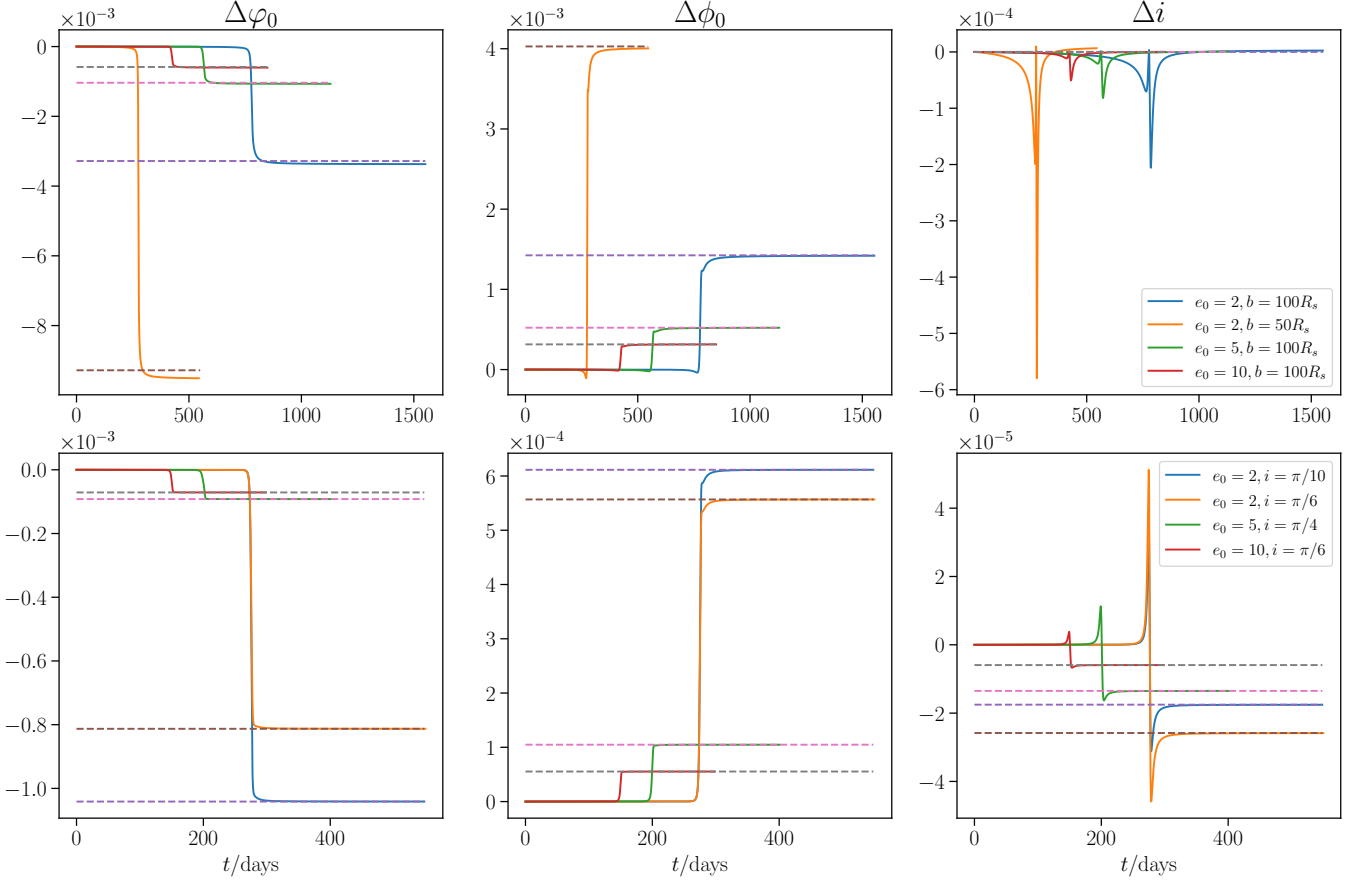 Δφ₀ Δϕ₀ Δi
×10⁻³ ×10⁻³ ×10⁻⁴
0
−2
−4
−6
−8
0 500 1000 1500
4
3
2
1
0
0 500 1000 1500
0
−1
−2
−3
−4
−5
−6
0 500 1000 1500
e₀ = 2, b = 100Rₛ
e₀ = 2, b = 50Rₛ
e₀ = 5, b = 100Rₛ
e₀ = 10, b = 100Rₛ
×10⁻³ ×10⁻⁴ ×10⁻⁵
0.0
−0.2
−0.4
−0.6
−0.8
−1.0
0 200 400
t/days
6
5
4
3
2
1
0
0 200 400
t/days
4
2
0
−2
−4
0 200 400
t/days
e₀ = 2, i = π/10
e₀ = 2, i = π/6
e₀ = 5, i = π/4
e₀ = 10, i = π/6